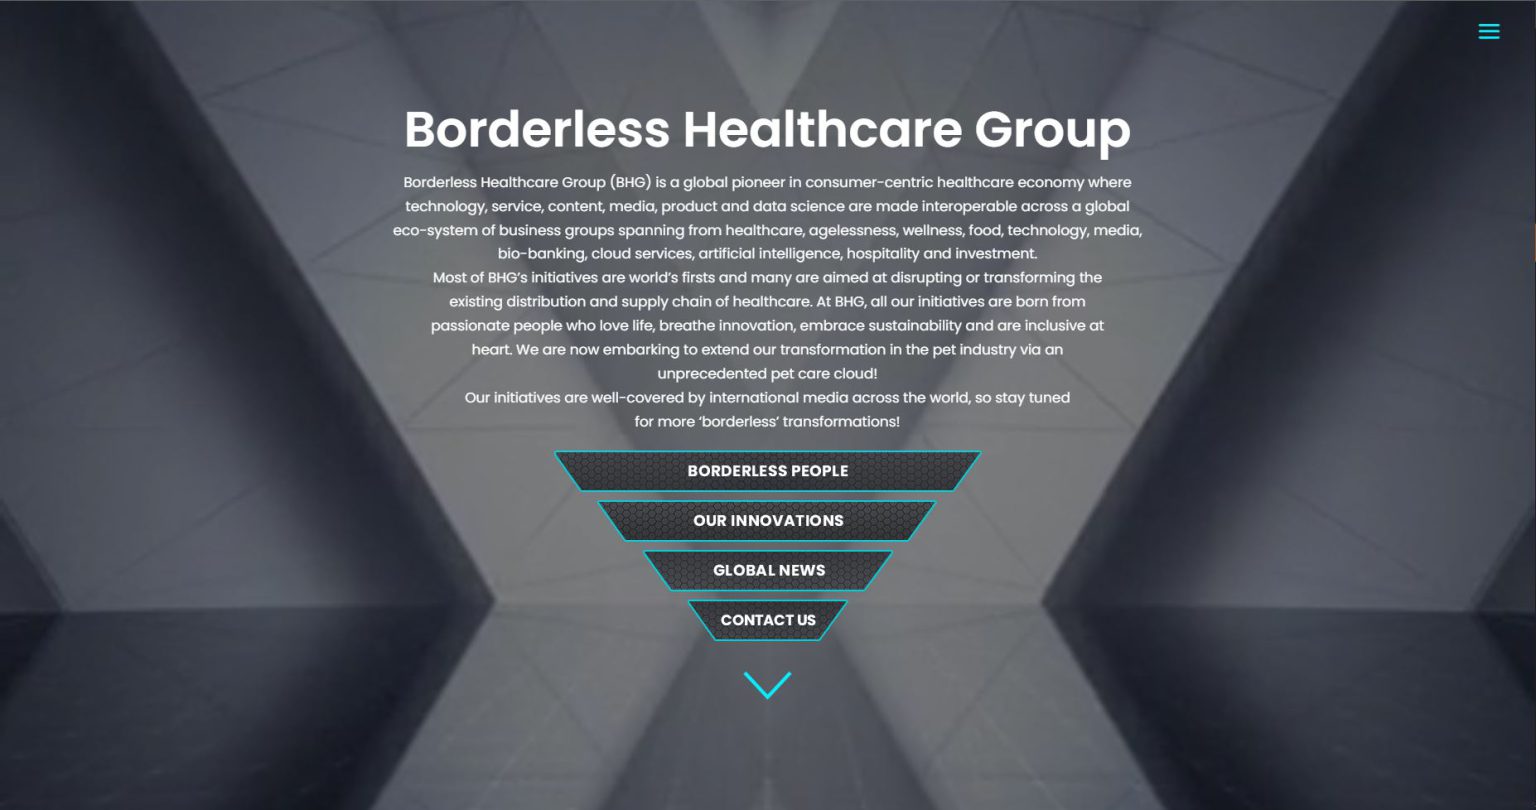 Borderless Healthcare Group
Borderless Healthcare Group (BHG) is a global pioneer in consumer-centric healthcare economy where
technology, service, content, media, product and data science are made interoperable across a global
eco-system of business groups spanning from healthcare, agelessness, wellness, food, technology, media,
bio-banking, cloud services, artificial intelligence, hospitality and investment.
Most of BHG’s initiatives are world’s firsts and many are aimed at disrupting or transforming the
existing distribution and supply chain of healthcare. At BHG, all our initiatives are born from
passionate people who love life, breathe innovation, embrace sustainability and are inclusive at
heart. We are now embarking to extend our transformation in the pet industry via an
unprecedented pet care cloud!
Our initiatives are well-covered by international media across the world, so stay tuned
for more ‘borderless’ transformations!
BORDERLESS PEOPLE
OUR INNOVATIONS
GLOBAL NEWS
CONTACT US